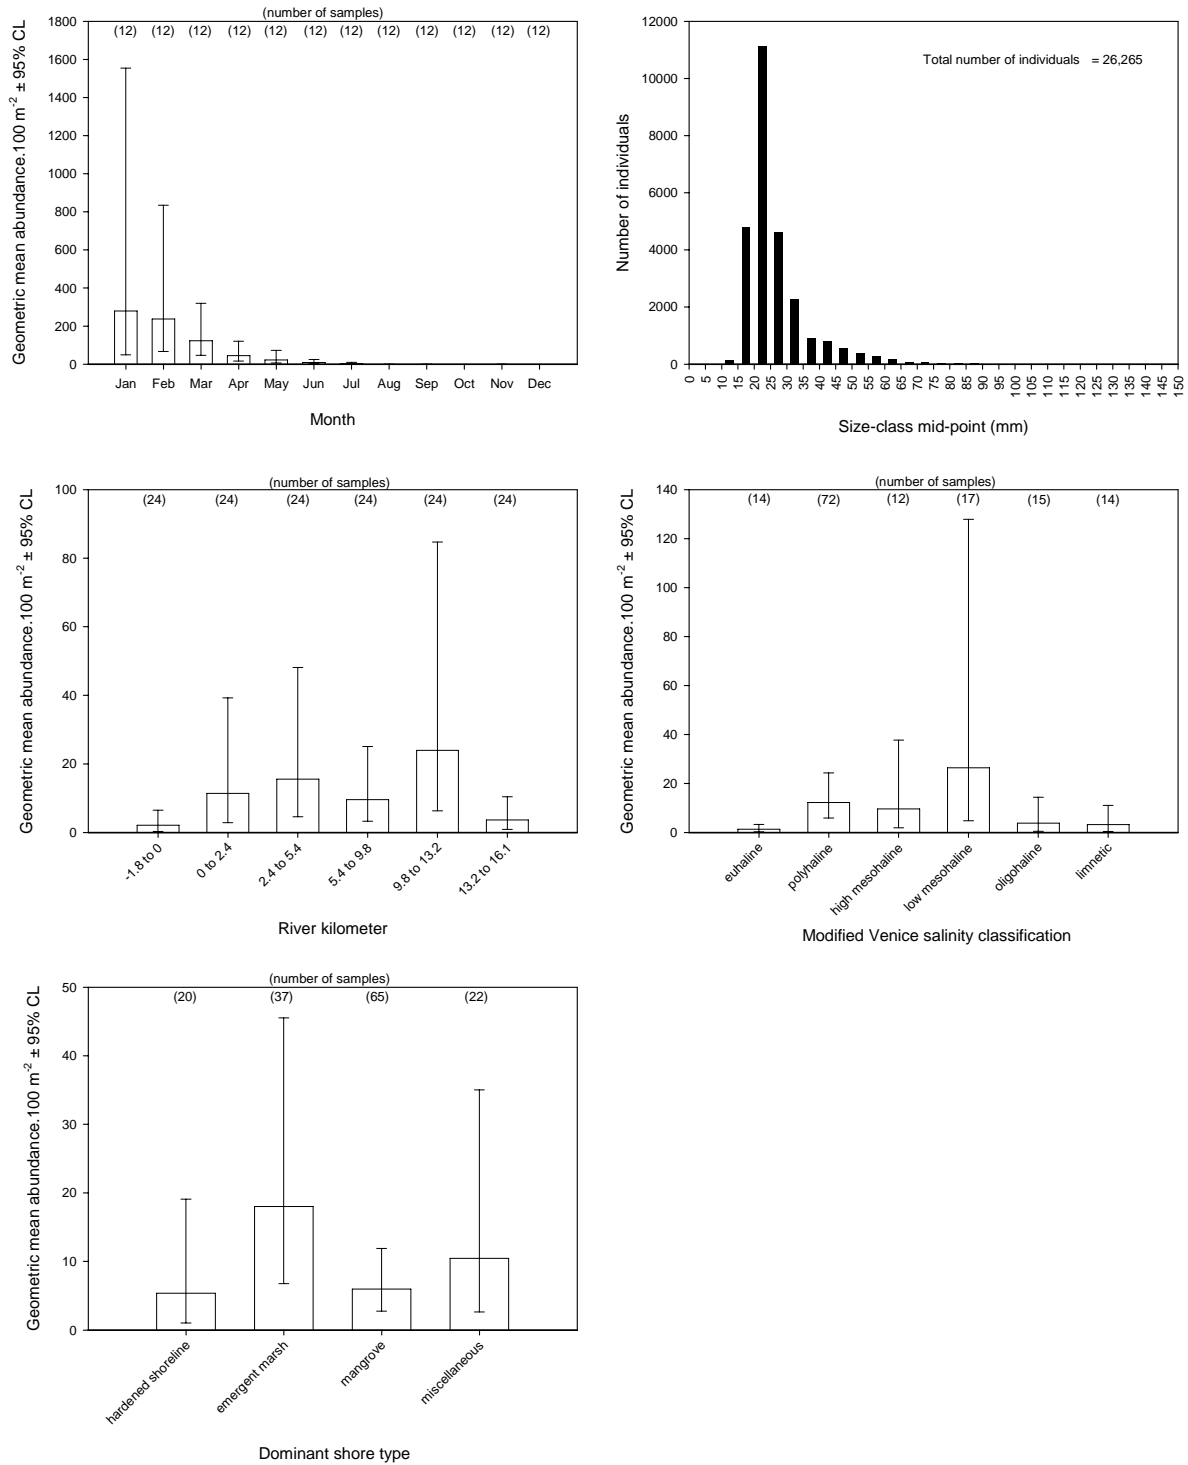 (number of samples)
(12) (12) (12) (12) (12) (12) (12) (12) (12) (12) (12) (12)
Geometric mean abundance.100 m-2 ± 95% CL
1800
1600
1400
1200
1000
800
600
400
200
0
Jan Feb Mar Apr May Jun Jul Aug Sep Oct Nov Dec
Month
Number of individuals
12000
10000
8000
6000
4000
2000
0
Total number of individuals = 26,265
0 5 10 15 20 25 30 35 40 45 50 55 60 65 70 75 80 85 90 95 100 105 110 115 120 125 130 135 140 145 150
Size-class mid-point (mm)
(number of samples)
(24) (24) (24) (24) (24) (24)
Geometric mean abundance.100 m-2 ± 95% CL
100
80
60
40
20
0
-1.8 to 0
0 to 2.4
2.4 to 5.4
5.4 to 9.8
9.8 to 13.2
13.2 to 16.1
River kilometer
(number of samples)
(14) (72) (12) (17) (15) (14)
Geometric mean abundance.100 m-2 ± 95% CL
140
120
100
80
60
40
20
0
euhaline
polyhaline
high mesohaline
low mesohaline
oligohaline
limnetic
Modified Venice salinity classification
(number of samples)
(20) (37) (65) (22)
Geometric mean abundance.100 m-2 ± 95% CL
50
40
30
20
10
0
hardened shoreline
emergent marsh
mangrove
miscellaneous
Dominant shore type